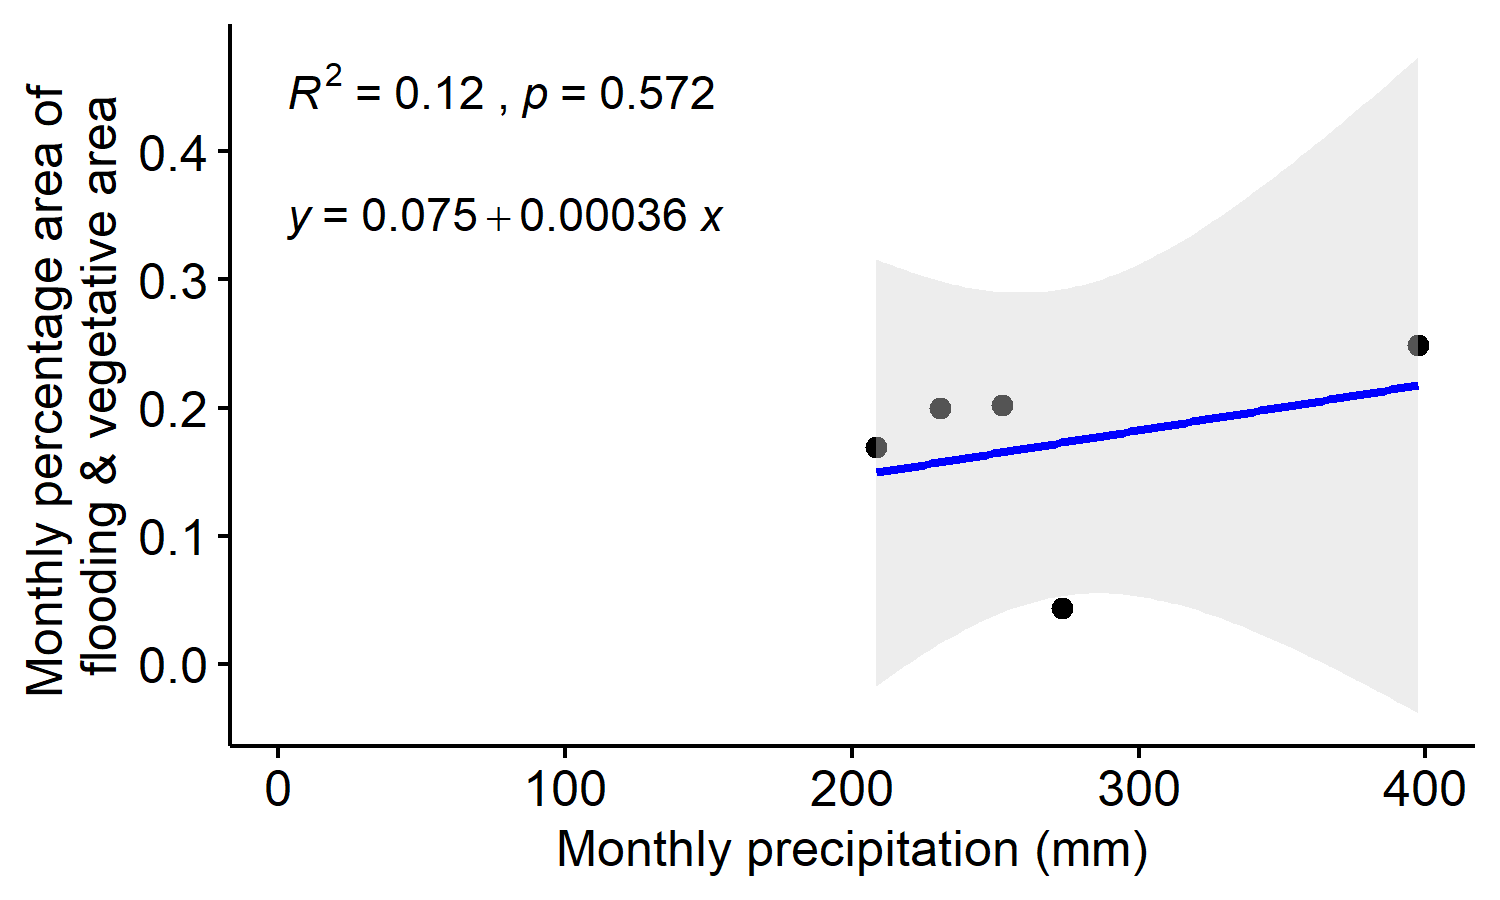 R² = 0.12 , p = 0.572
y = 0.075 + 0.00036 x
Monthly percentage area of
flooding & vegetative area
0.4
0.3
0.2
0.1
0.0
0 100 200 300 400
Monthly precipitation (mm)